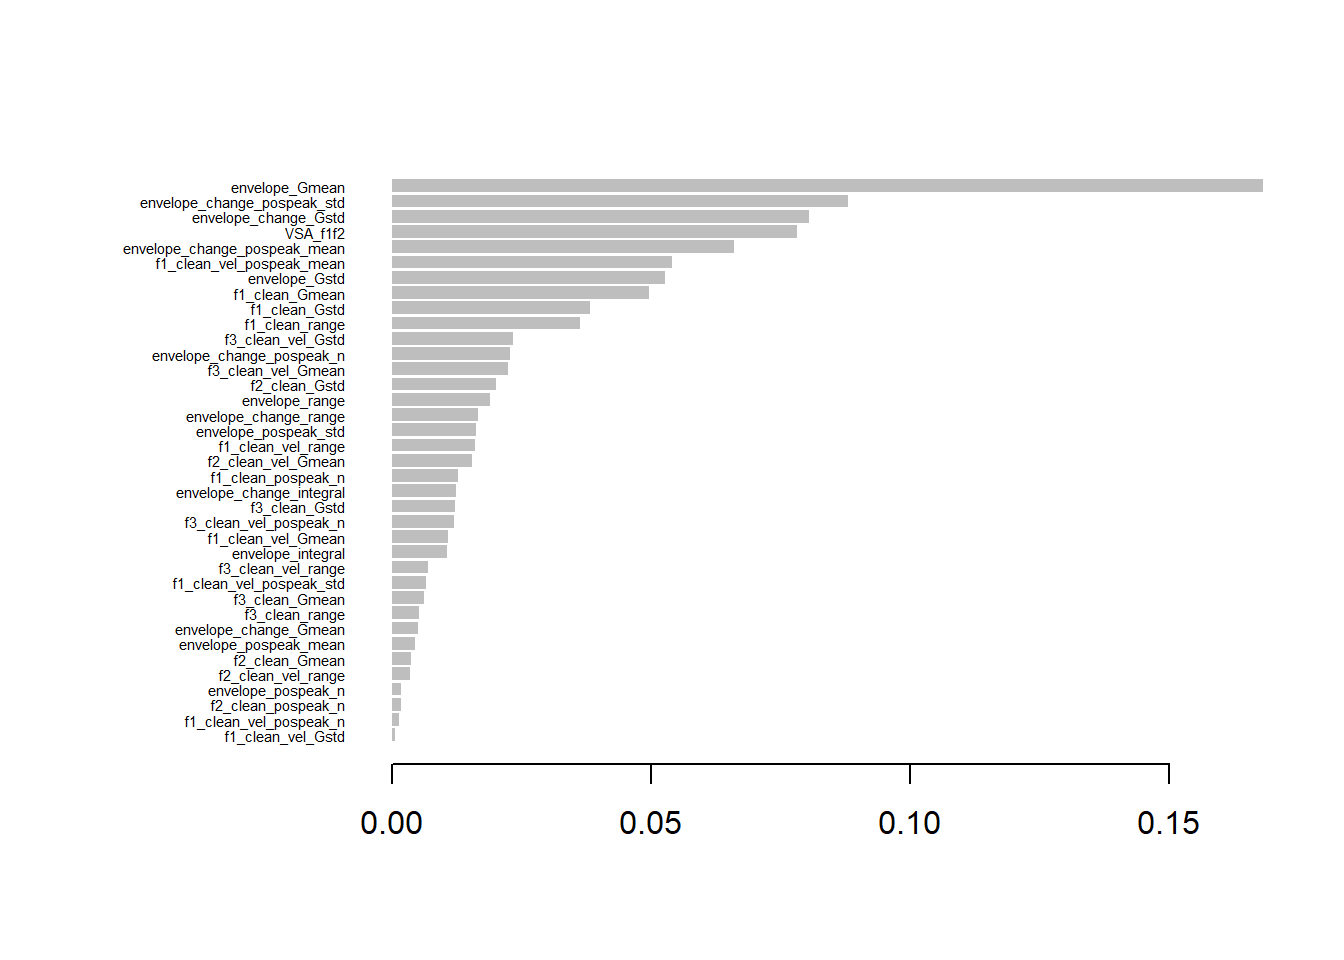 envelope_Gmean
envelope_change_pospeak_std
envelope_change_Gstd
VSA_f1f2
envelope_change_pospeak_mean
f1_clean_vel_pospeak_mean
envelope_Gstd
f1_clean_Gmean
f1_clean_Gstd
f1_clean_range
f3_clean_vel_Gstd
envelope_change_pospeak_n
f3_clean_vel_Gmean
f2_clean_Gstd
envelope_range
envelope_change_range
envelope_pospeak_std
f1_clean_vel_range
f2_clean_vel_Gmean
f1_clean_pospeak_n
envelope_change_integral
f3_clean_Gstd
f3_clean_vel_pospeak_n
f1_clean_vel_Gmean
envelope_integral
f3_clean_vel_range
f1_clean_vel_pospeak_std
f3_clean_Gmean
f3_clean_range
envelope_change_Gmean
envelope_pospeak_mean
f2_clean_Gmean
f2_clean_vel_range
envelope_pospeak_n
f2_clean_pospeak_n
f1_clean_vel_pospeak_n
f1_clean_vel_Gstd
0.00 0.05 0.10 0.15